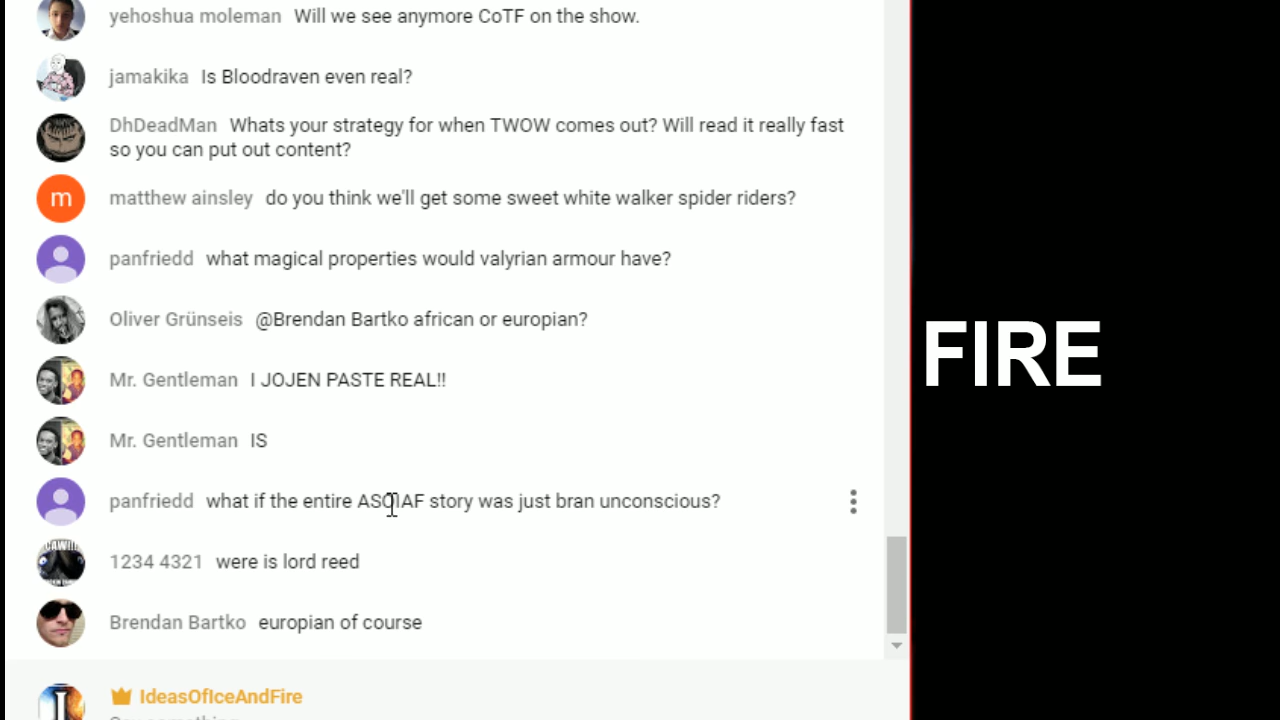 yehoshua moleman Will we see anymore CoTF on the show.
jamakika Is Bloodraven even real?
DhDeadMan Whats your strategy for when TWOW comes out? Will read it really fast
so you can put out content?
m matthew ainsley do you think we'll get some sweet white walker spider riders?
panfriedd what magical properties would valyrian armour have?
Oliver Grünseis @Brendan Bartko african or europian?
FIRE
Mr. Gentleman I JOJEN PASTE REAL!!
Mr. Gentleman IS
panfriedd what if the entire ASOIAF story was just bran unconscious?
1234 4321 were is lord reed
Brendan Bartko europian of course
I IdeasOfIceAndFire